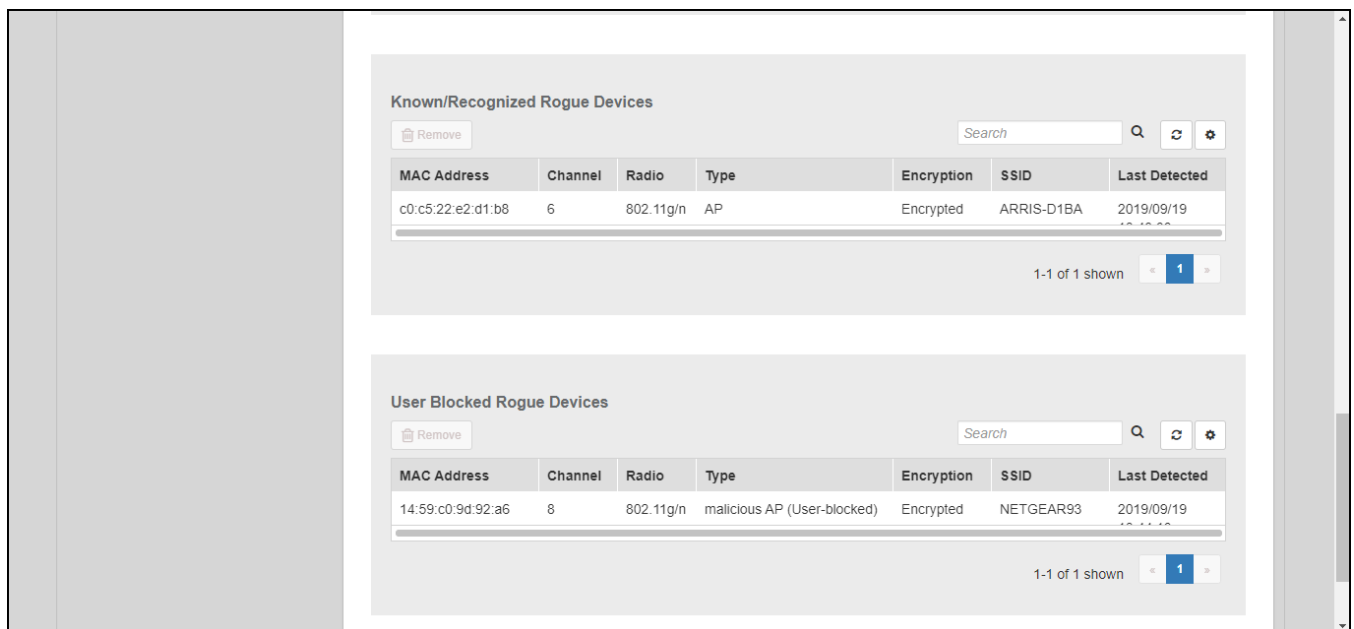 Known/Recognized Rogue Devices
Remove
Search
MAC Address Channel Radio Type Encryption SSID Last Detected
c0:c5:22:e2:d1:b8 6 802.11g/n AP Encrypted ARRIS-D1BA 2019/09/19
1-1 of 1 shown « 1 »
User Blocked Rogue Devices
Remove
Search
MAC Address Channel Radio Type Encryption SSID Last Detected
14:59:c0:9d:92:a6 8 802.11g/n malicious AP (User-blocked) Encrypted NETGEAR93 2019/09/19
1-1 of 1 shown « 1 »